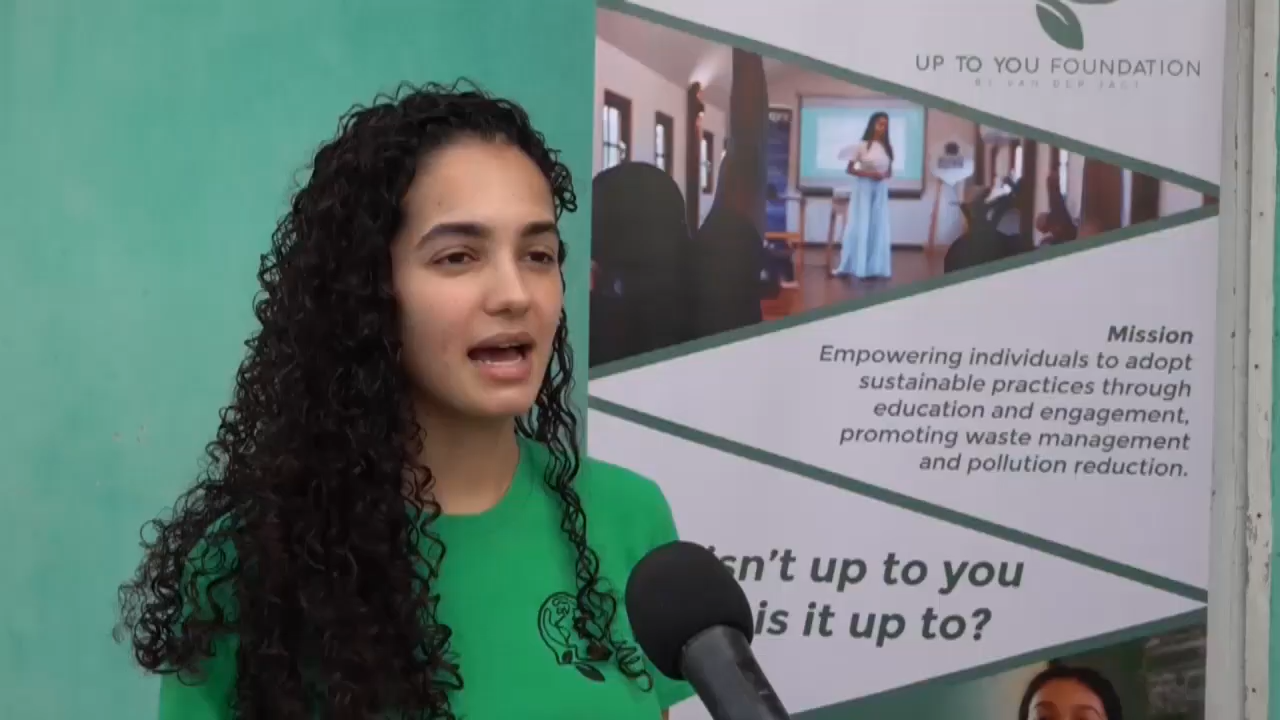 UP TO YOU FOUNDATION
Mission
Empowering individuals to adopt
sustainable practices through
education and engagement,
promoting waste management
and pollution reduction.
isn't up to you
is it up to?